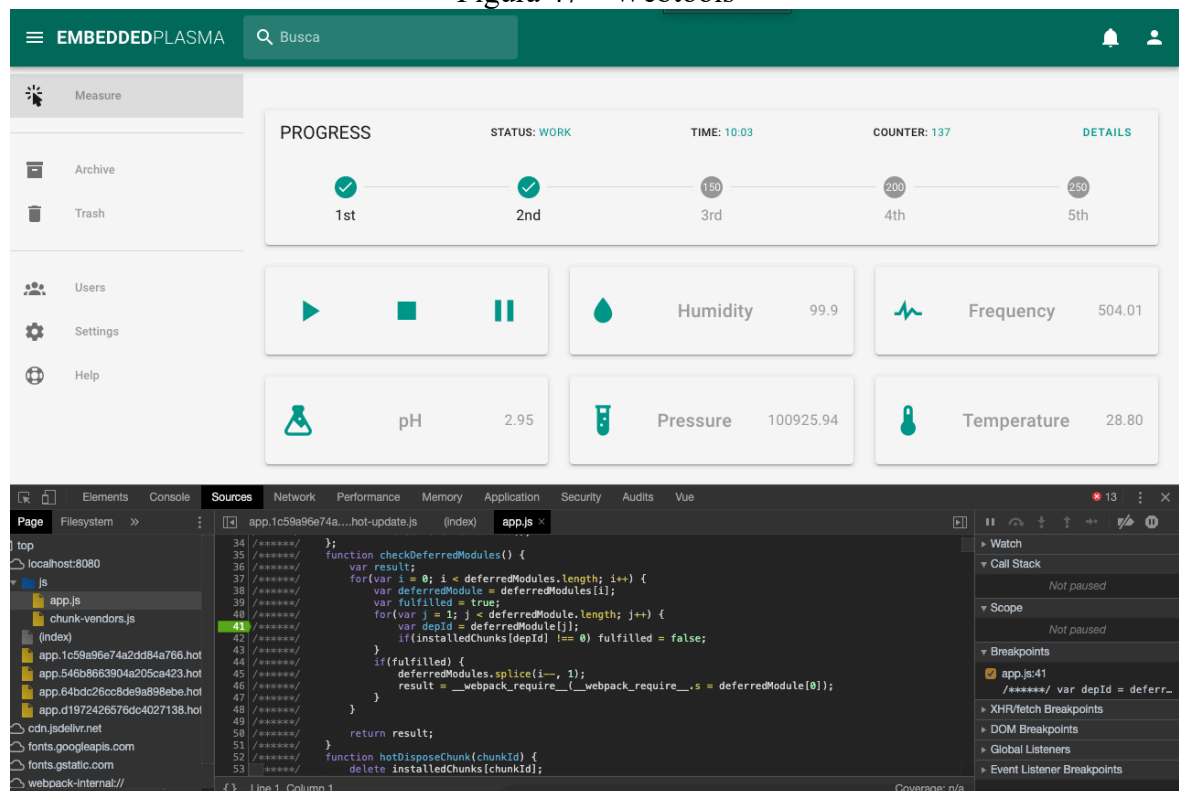 EMBEDDEDPLASMA Busca
Measure
Archive
Trash
Users
Settings
Help
PROGRESS STATUS: WORK TIME: 10:03 COUNTER: 137 DETAILS
150 200 250
1st 2nd 3rd 4th 5th
Humidity 99.9
Frequency 504.01
pH 2.95
Pressure 100925.94
Temperature 28.80
Elements Console Sources Network Performance Memory Application Security Audits Vue 13
Page Filesystem »
app.1c59a96e74a....hot-update.js (index) app.js ×
top
localhost:8080
js
app.js
chunk-vendors.js
(index)
app.1c59a96e74a2dd84a766.hot
app.546b8663904a205ca423.hot
app.64bdc26cc8de9a898ebe.hot
app.d1972426576dc4027138.hot
cdn.jsdelivr.net
fonts.googleapis.com
fonts.gstatic.com
webpack-internal://
34 /******/ };
35 /******/ function checkDeferredModules() {
36 /******/ var result;
37 /******/ for(var i = 0; i < deferredModules.length; i++) {
38 /******/ var deferredModule = deferredModules[i];
39 /******/ var fulfilled = true;
40 /******/ for(var j = 1; j < deferredModule.length; j++) {
41 /******/ var depId = deferredModule[j];
42 /******/ if(installedChunks[depId] !== 0) fulfilled = false;
43 /******/ }
44 /******/ if(fulfilled) {
45 /******/ deferredModules.splice(i--, 1);
46 /******/ result = __webpack_require__(__webpack_require__.s = deferredModule[0]);
47 /******/ }
48 /******/ }
49 /******/
50 /******/ return result;
51 /******/ }
52 /******/ function hotDisposeChunk(chunkId) {
53 /******/ delete installedChunks[chunkId];
{} Line 1, Column 1 Coverage: n/a
Watch
Call Stack
Not paused
Scope
Not paused
Breakpoints
app.js:41
/******/ var depId = deferr…
XHR/fetch Breakpoints
DOM Breakpoints
Global Listeners
Event Listener Breakpoints